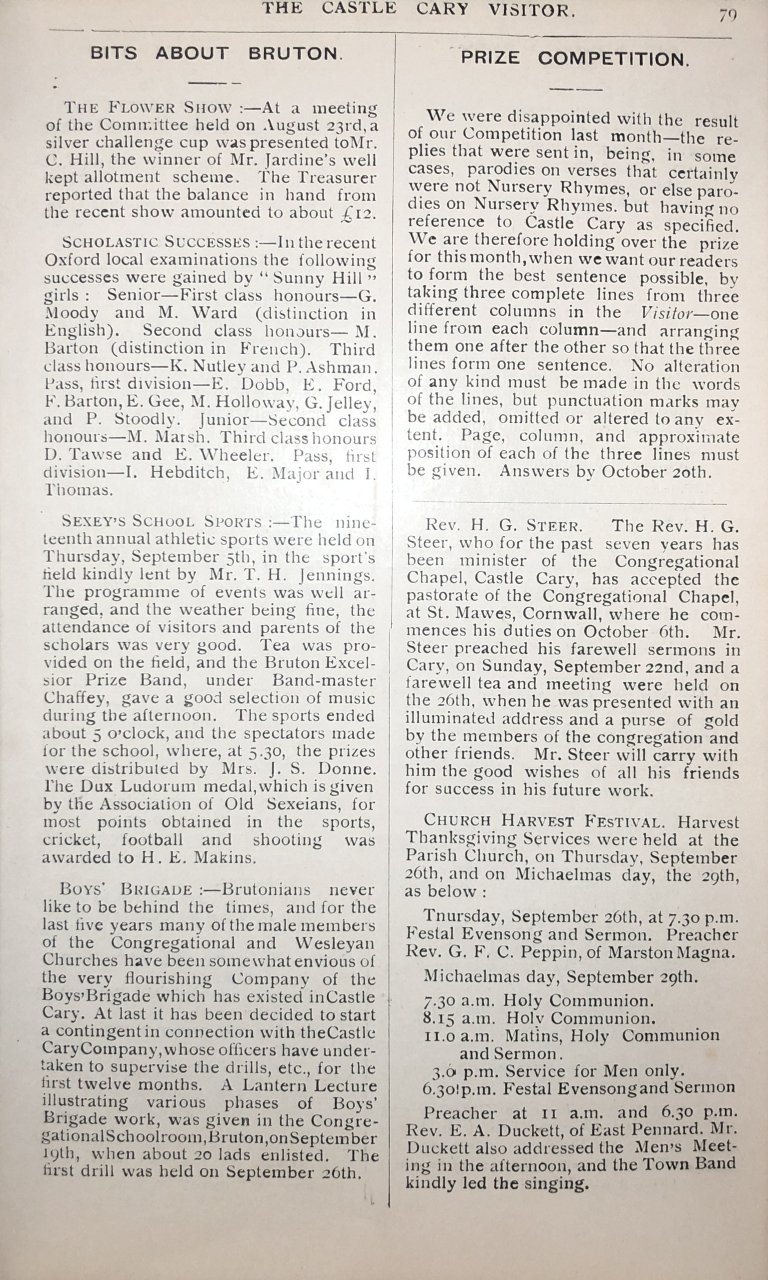 THE CASTLE CARY VISITOR. 79
BITS ABOUT BRUTON.
THE FLOWER SHOW :—At a meeting
of the Committee held on August 23rd, a
silver challenge cup was presented to Mr.
C. Hill, the winner of Mr. Jardine's well
kept allotment scheme. The Treasurer
reported that the balance in hand from
the recent show amounted to about £12.
SCHOLASTIC SUCCESSES :—In the recent
Oxford local examinations the following
successes were gained by "Sunny Hill"
girls : Senior—First class honours—G.
Moody and M. Ward (distinction in
English). Second class honours— M.
Barton (distinction in French). Third
class honours—K. Nutley and P. Ashman.
Pass, first division—E. Dobb, E. Ford,
F. Barton, E. Gee, M. Holloway, G. Jelley,
and P. Stoodly. Junior—Second class
honours—M. Marsh. Third class honours
D. Tawse and E. Wheeler. Pass, first
division—I. Hebditch, E. Major and I.
Thomas.
SEXEY'S SCHOOL SPORTS :—The nine-
teenth annual athletic sports were held on
Thursday, September 5th, in the sport's
field kindly lent by Mr. T. H. Jennings.
The programme of events was well ar-
ranged, and the weather being fine, the
attendance of visitors and parents of the
scholars was very good. Tea was pro-
vided on the field, and the Bruton Excel-
sior Prize Band, under Band-master
Chaffey, gave a good selection of music
during the afternoon. The sports ended
about 5 o'clock, and the spectators made
for the school, where, at 5.30, the prizes
were distributed by Mrs. J. S. Donne.
The Dux Ludorum medal, which is given
by the Association of Old Sexeians, for
most points obtained in the sports,
cricket, football and shooting was
awarded to H. E. Makins.
BOYS' BRIGADE :—Brutonians never
like to be behind the times, and for the
last five years many of the male members
of the Congregational and Wesleyan
Churches have been somewhat envious of
the very flourishing Company of the
Boys' Brigade which has existed in Castle
Cary. At last it has been decided to start
a contingent in connection with the Castle
Cary Company, whose officers have under-
taken to supervise the drills, etc., for the
first twelve months. A Lantern Lecture
illustrating various phases of Boys'
Brigade work, was given in the Congre-
gational Schoolroom, Bruton, on September
19th, when about 20 lads enlisted. The
first drill was held on September 26th.
PRIZE COMPETITION.
We were disappointed with the result
of our Competition last month—the re-
plies that were sent in, being, in some
cases, parodies on verses that certainly
were not Nursery Rhymes, or else paro-
dies on Nursery Rhymes. but having no
reference to Castle Cary as specified.
We are therefore holding over the prize
for this month, when we want our readers
to form the best sentence possible, by
taking three complete lines from three
different columns in the Visitor—one
line from each column—and arranging
them one after the other so that the three
lines form one sentence. No alteration
of any kind must be made in the words
of the lines, but punctuation marks may
be added, omitted or altered to any ex-
tent. Page, column, and approximate
position of each of the three lines must
be given. Answers by October 20th.
REV. H. G. STEER. The Rev. H. G.
Steer, who for the past seven years has
been minister of the Congregational
Chapel, Castle Cary, has accepted the
pastorate of the Congregational Chapel,
at St. Mawes, Cornwall, where he com-
mences his duties on October 6th. Mr.
Steer preached his farewell sermons in
Cary, on Sunday, September 22nd, and a
farewell tea and meeting were held on
the 26th, when he was presented with an
illuminated address and a purse of gold
by the members of the congregation and
other friends. Mr. Steer will carry with
him the good wishes of all his friends
for success in his future work.
CHURCH HARVEST FESTIVAL. Harvest
Thanksgiving Services were held at the
Parish Church, on Thursday, September
26th, and on Michaelmas day, the 29th,
as below :
Tnursday, September 26th, at 7.30 p.m.
Festal Evensong and Sermon. Preacher
Rev. G. F. C. Peppin, of Marston Magna.
Michaelmas day, September 29th.
7.30 a.m. Holy Communion.
8.15 a.m. Holy Communion.
11.0 a.m. Matins, Holy Communion
and Sermon.
3.0 p.m. Service for Men only.
6.30 p.m. Festal Evensong and Sermon
Preacher at 11 a.m. and 6.30 p.m.
Rev. E. A. Duckett, of East Pennard. Mr.
Duckett also addressed the Men's Meet-
ing in the afternoon, and the Town Band
kindly led the singing.